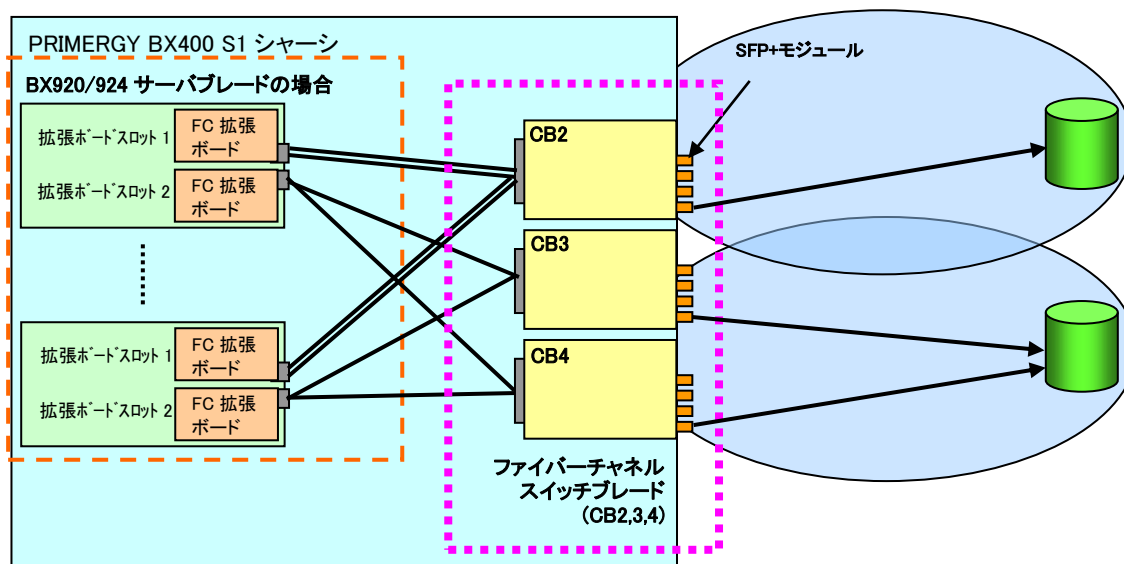 PRIMERGY BX400 S1 シャーシ
BX920/924 サーバブレードの場合
拡張ボードスロット 1
FC 拡張
ボード
拡張ボードスロット 2
FC 拡張
ボード
拡張ボードスロット 1
FC 拡張
ボード
拡張ボードスロット 2
FC 拡張
ボード
CB2
CB3
CB4
ファイバーチャネル
スイッチブレード
(CB2,3,4)
SFP+モジュール